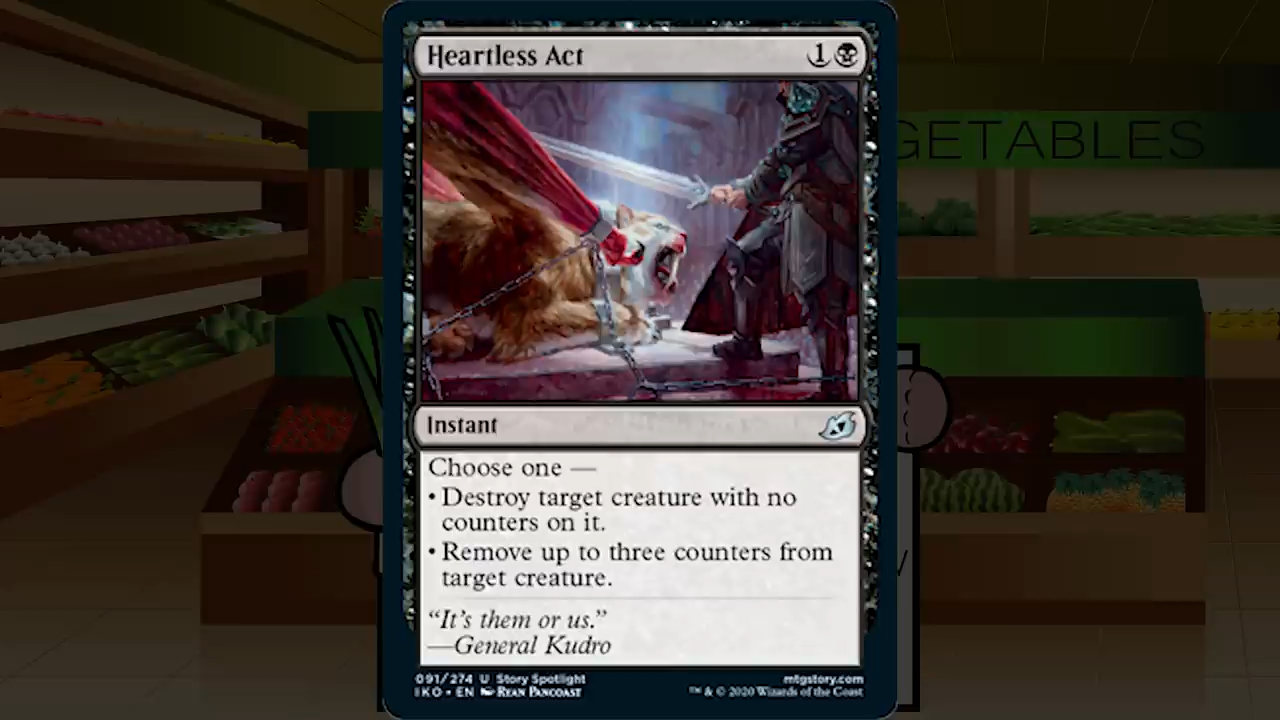 Heartless Act 1
GETABLES
Instant
Choose one —
• Destroy target creature with no
counters on it.
• Remove up to three counters from
target creature.
“It’s them or us.”
—General Kudro
091/274 U Story Spotlight
mtgstory.com
IKO • EN Ryan Pancoast
™ & © 2020 Wizards of the Coast